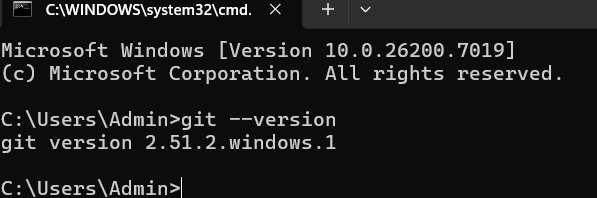 C:\WINDOWS\system32\cmd.
Microsoft Windows [Version 10.0.26200.7019]
(c) Microsoft Corporation. All rights reserved.
C:\Users\Admin>git --version
git version 2.51.2.windows.1
C:\Users\Admin>